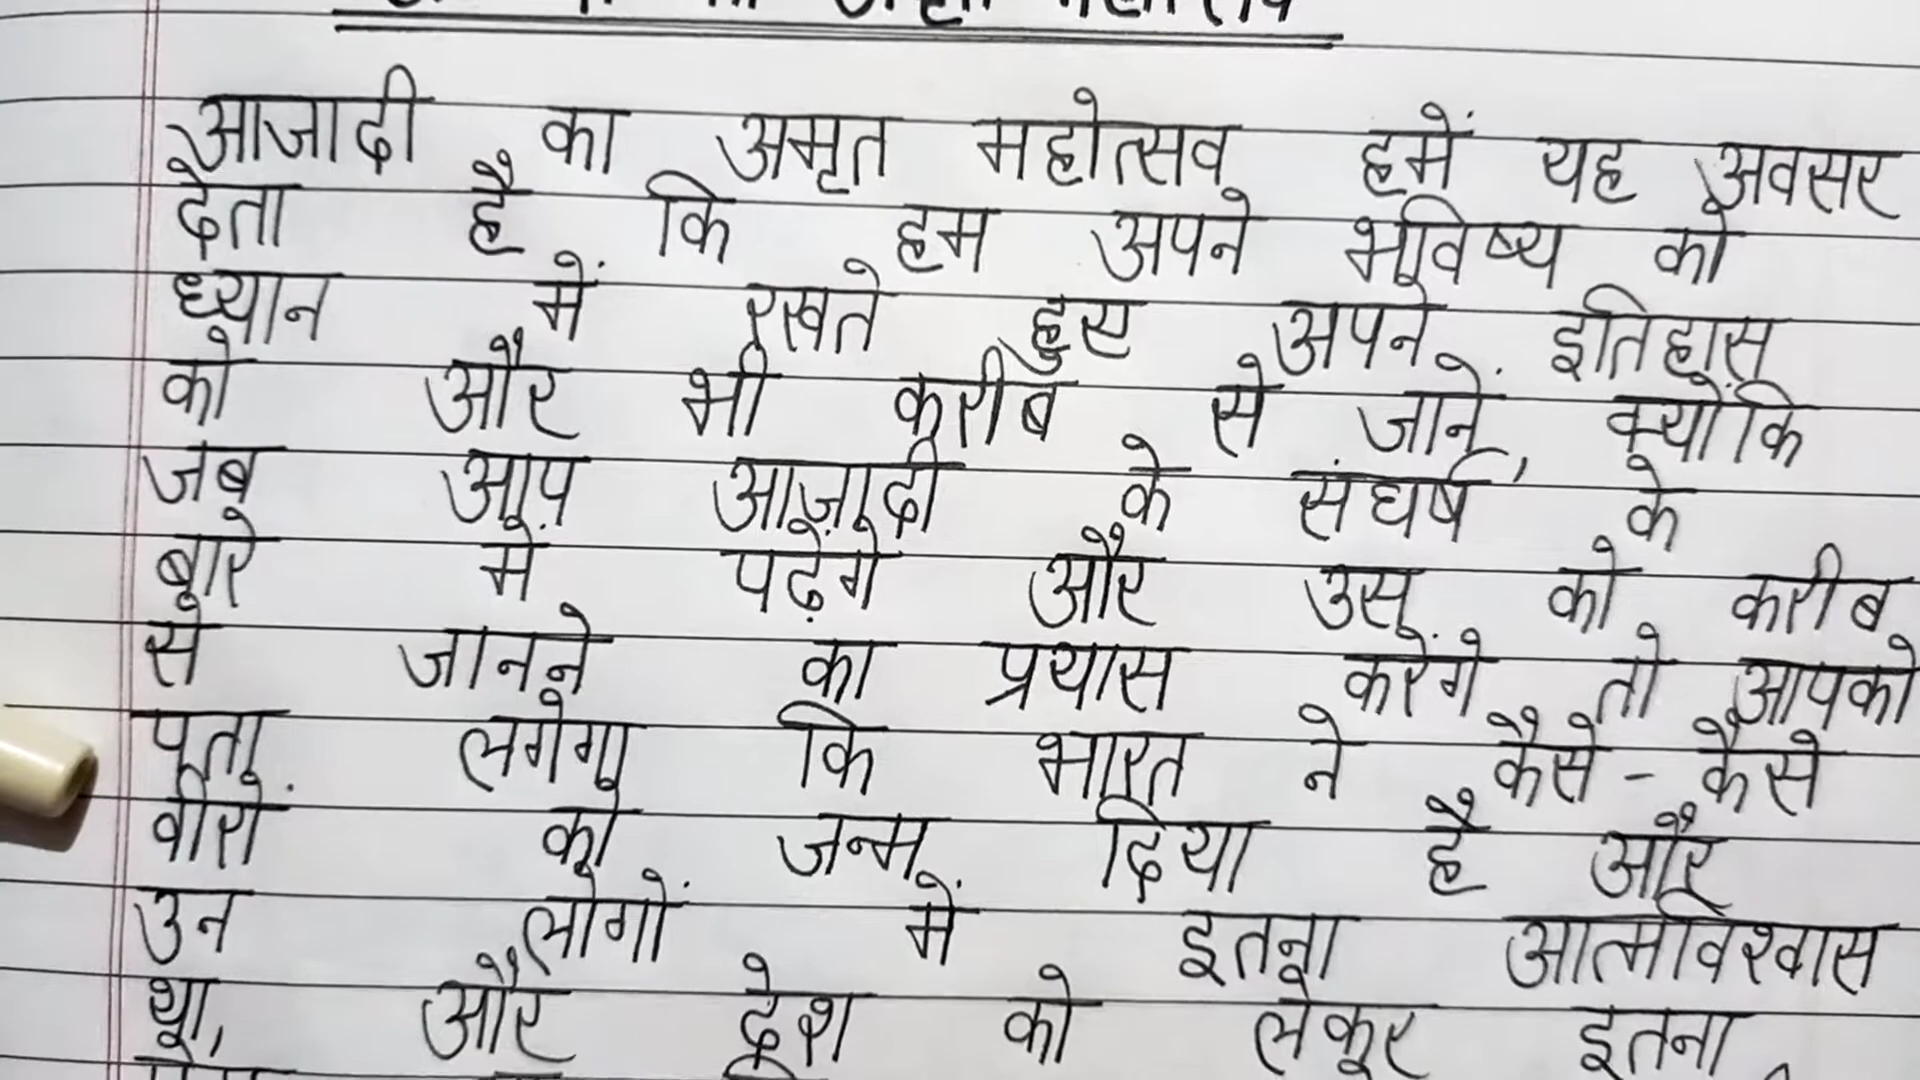 आजादी का अमृत महोत्सव हमें यह अवसर
देता है कि हम अपने भविष्य को
ध्यान में रखते हुए अपने इतिहास
को और भी करीब से जानें, क्योंकि
जब आप आज़ादी के संघर्ष के
बारे में पढ़ेंगे और उस को करीब
से जानने का प्रयास करेंगे तो आपको
पता लगेगा कि भारत ने कैसे - कैसे
वीरों को जन्म दिया है और
उन लोगों में इतना आत्मविश्वास
था, और देश को लेकर इतना